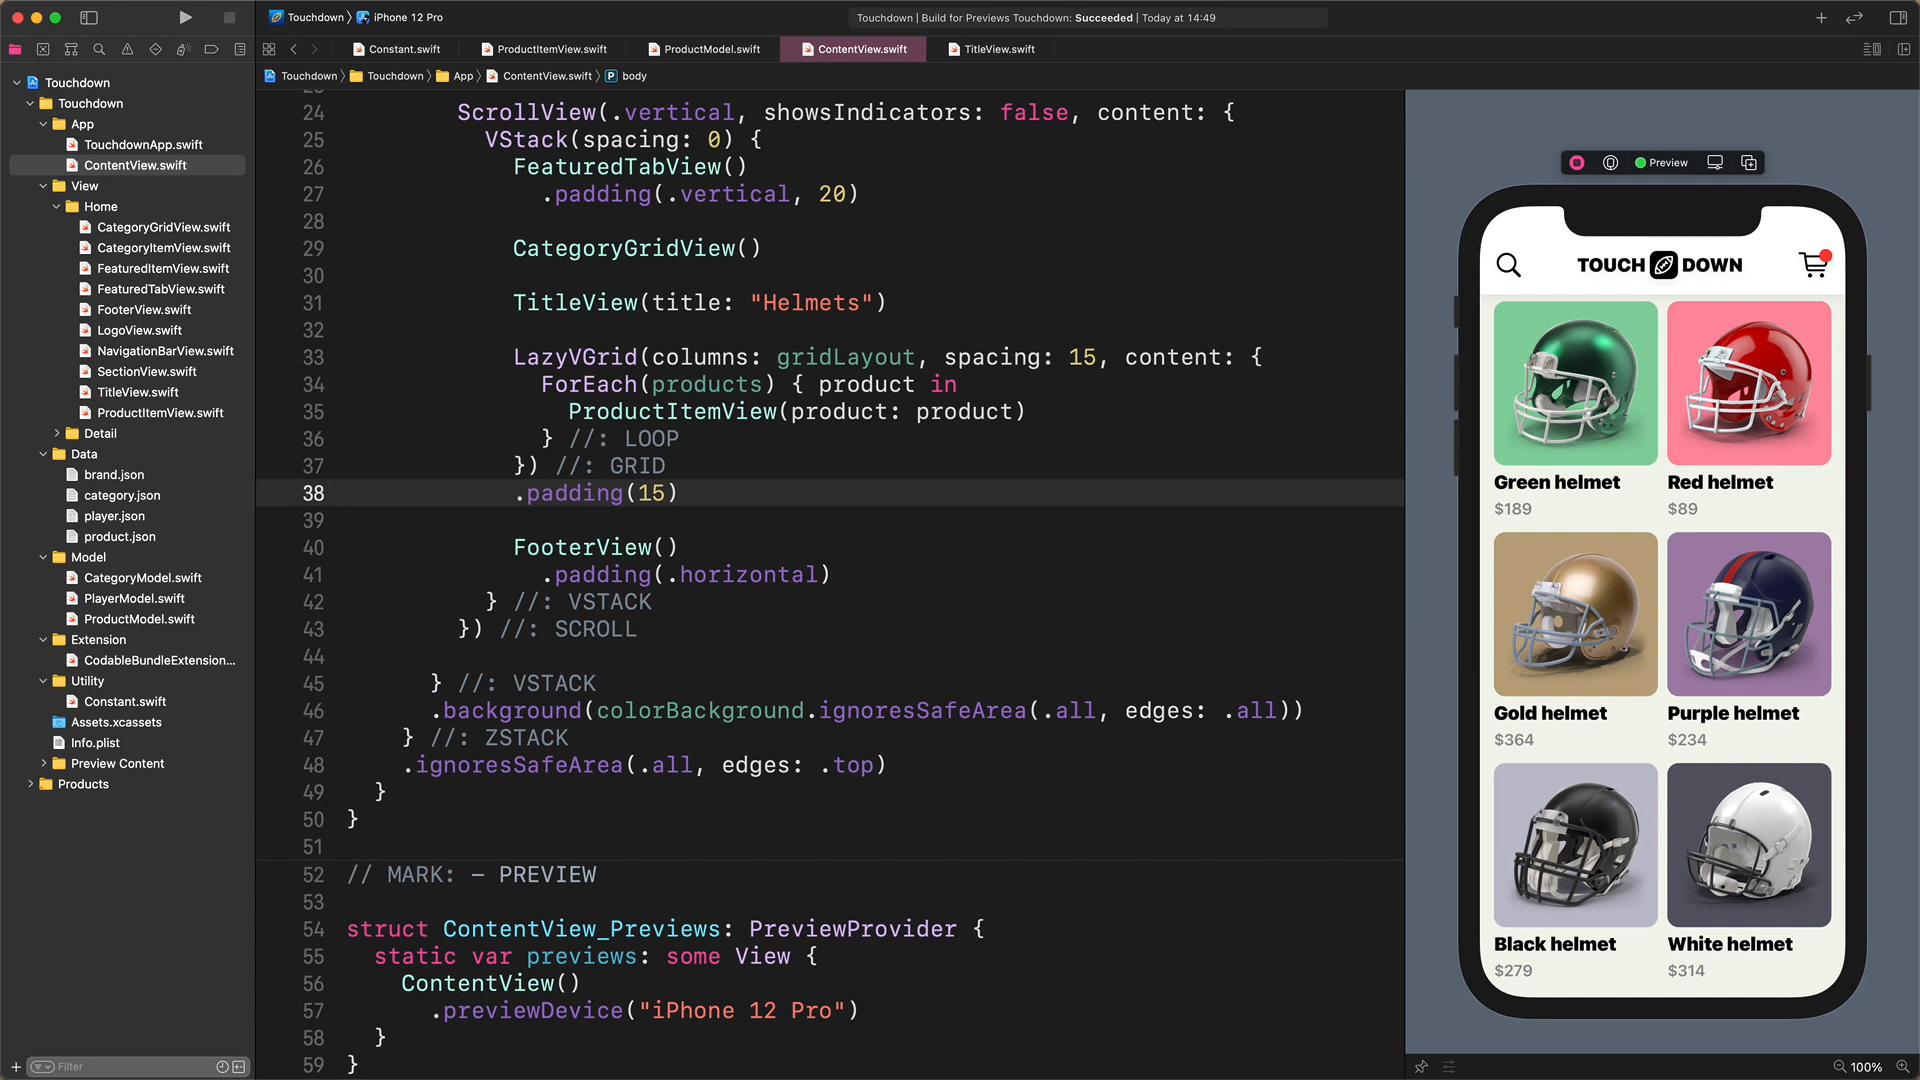 Touchdown
iPhone 12 Pro
Touchdown | Build for Previews Touchdown: Succeeded | Today at 14:49
Constant.swift
ProductItemView.swift
ProductModel.swift
ContentView.swift
TitleView.swift
Touchdown
Touchdown
App
ContentView.swift
P
body
Touchdown
Touchdown
App
TouchdownApp.swift
ContentView.swift
View
Home
CategoryGridView.swift
CategoryItemView.swift
FeaturedItemView.swift
FeaturedTabView.swift
FooterView.swift
LogoView.swift
NavigationBarView.swift
SectionView.swift
TitleView.swift
ProductItemView.swift
Detail
Data
brand.json
category.json
player.json
product.json
Model
CategoryModel.swift
PlayerModel.swift
ProductModel.swift
Extension
CodableBundleExtension...
Utility
Constant.swift
Assets.xcassets
Info.plist
Preview Content
Products
Filter
24 ScrollView(.vertical, showsIndicators: false, content: {
25 VStack(spacing: 0) {
26 FeaturedTabView()
27 .padding(.vertical, 20)
28
29 CategoryGridView()
30
31 TitleView(title: "Helmets")
32
33 LazyVGrid(columns: gridLayout, spacing: 15, content: {
34 ForEach(products) { product in
35 ProductItemView(product: product)
36 } //: LOOP
37 }) //: GRID
38 .padding(15)
39
40 FooterView()
41 .padding(.horizontal)
42 } //: VSTACK
43 }) //: SCROLL
44
45 } //: VSTACK
46 .background(colorBackground.ignoresSafeArea(.all, edges: .all))
47 } //: ZSTACK
48 .ignoresSafeArea(.all, edges: .top)
49 }
50 }
51
52 // MARK: - PREVIEW
53
54 struct ContentView_Previews: PreviewProvider {
55 static var previews: some View {
56 ContentView()
57 .previewDevice("iPhone 12 Pro")
58 }
59 }
Preview
TOUCH DOWN
Green helmet
$189
Red helmet
$89
Gold helmet
$364
Purple helmet
$234
Black helmet
$279
White helmet
$314
100%